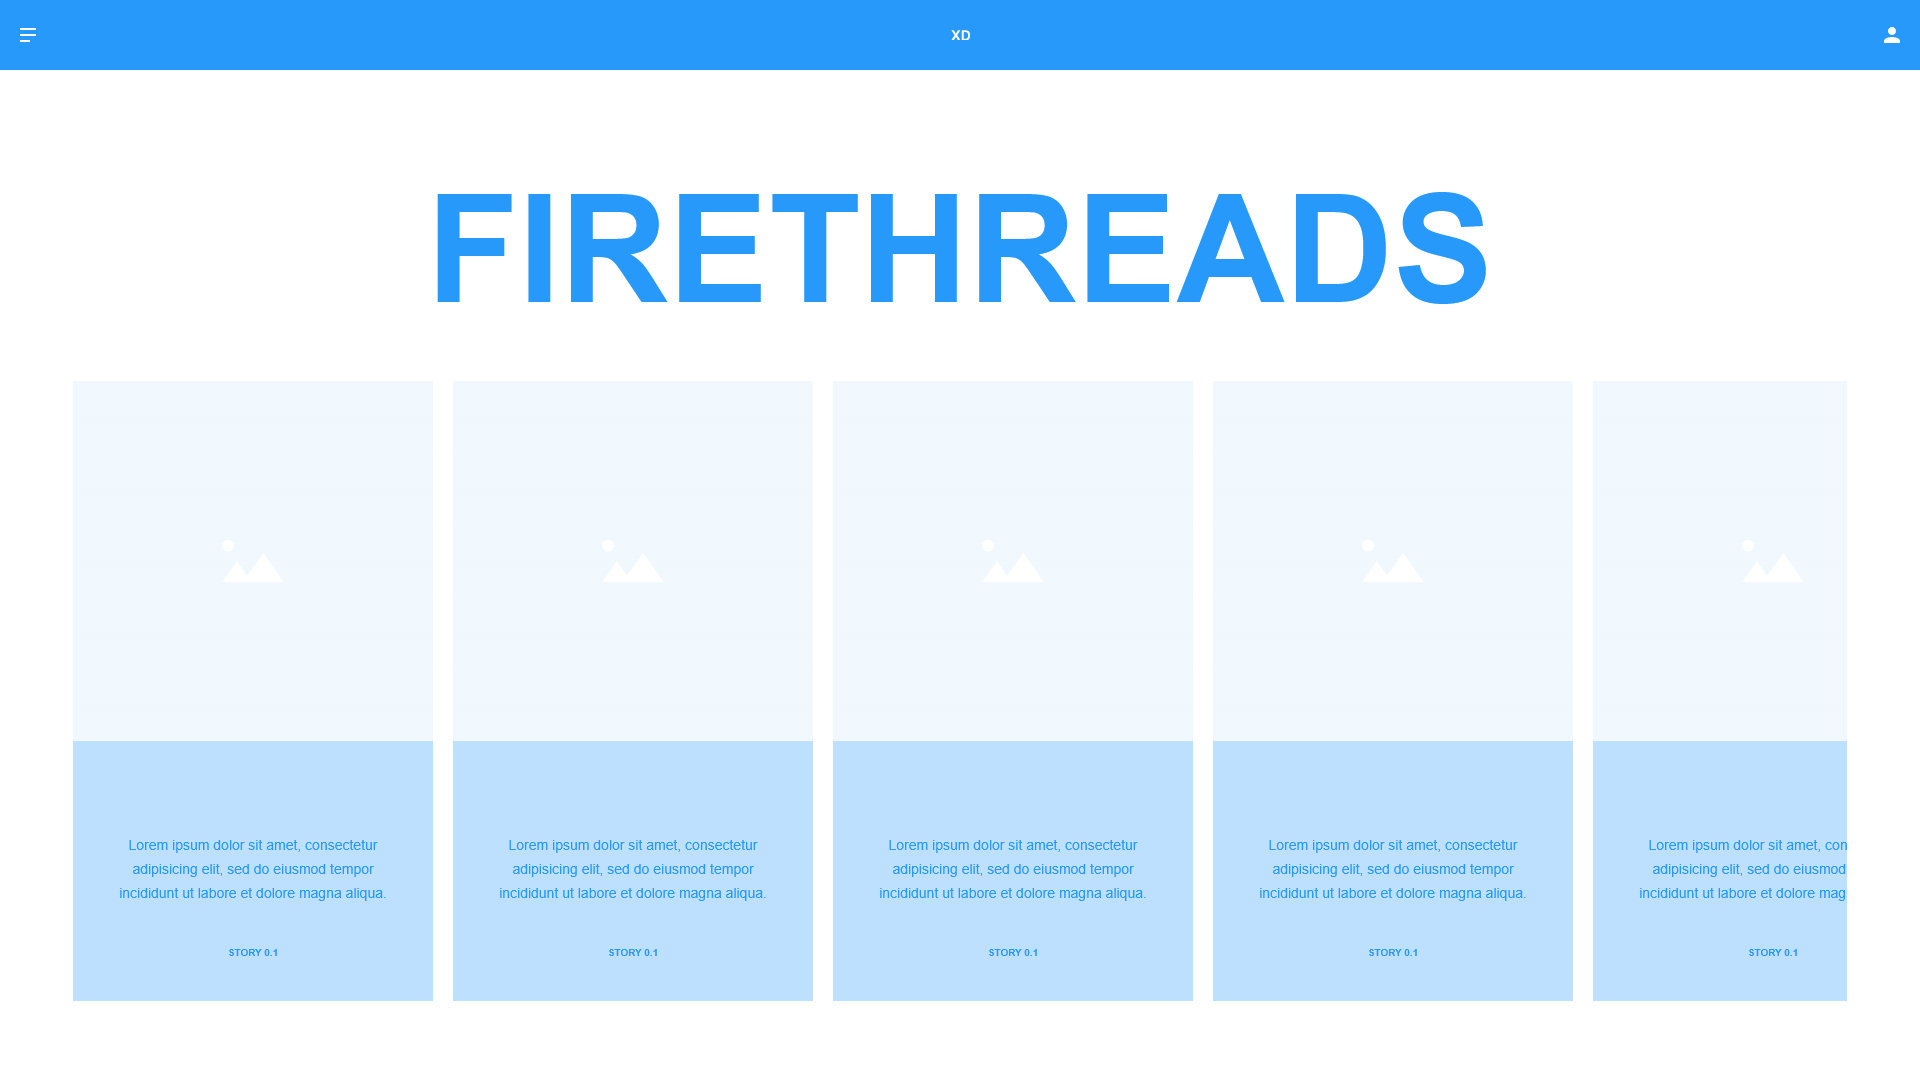 XD
FIRETHREADS
Lorem ipsum dolor sit amet, consectetur
adipisicing elit, sed do eiusmod tempor
incididunt ut labore et dolore magna aliqua.
STORY 0.1
Lorem ipsum dolor sit amet, consectetur
adipisicing elit, sed do eiusmod tempor
incididunt ut labore et dolore magna aliqua.
STORY 0.1
Lorem ipsum dolor sit amet, consectetur
adipisicing elit, sed do eiusmod tempor
incididunt ut labore et dolore magna aliqua.
STORY 0.1
Lorem ipsum dolor sit amet, consectetur
adipisicing elit, sed do eiusmod tempor
incididunt ut labore et dolore magna aliqua.
STORY 0.1
Lorem ipsum dolor sit amet, con
adipisicing elit, sed do eiusmod
incididunt ut labore et dolore mag
STORY 0.1